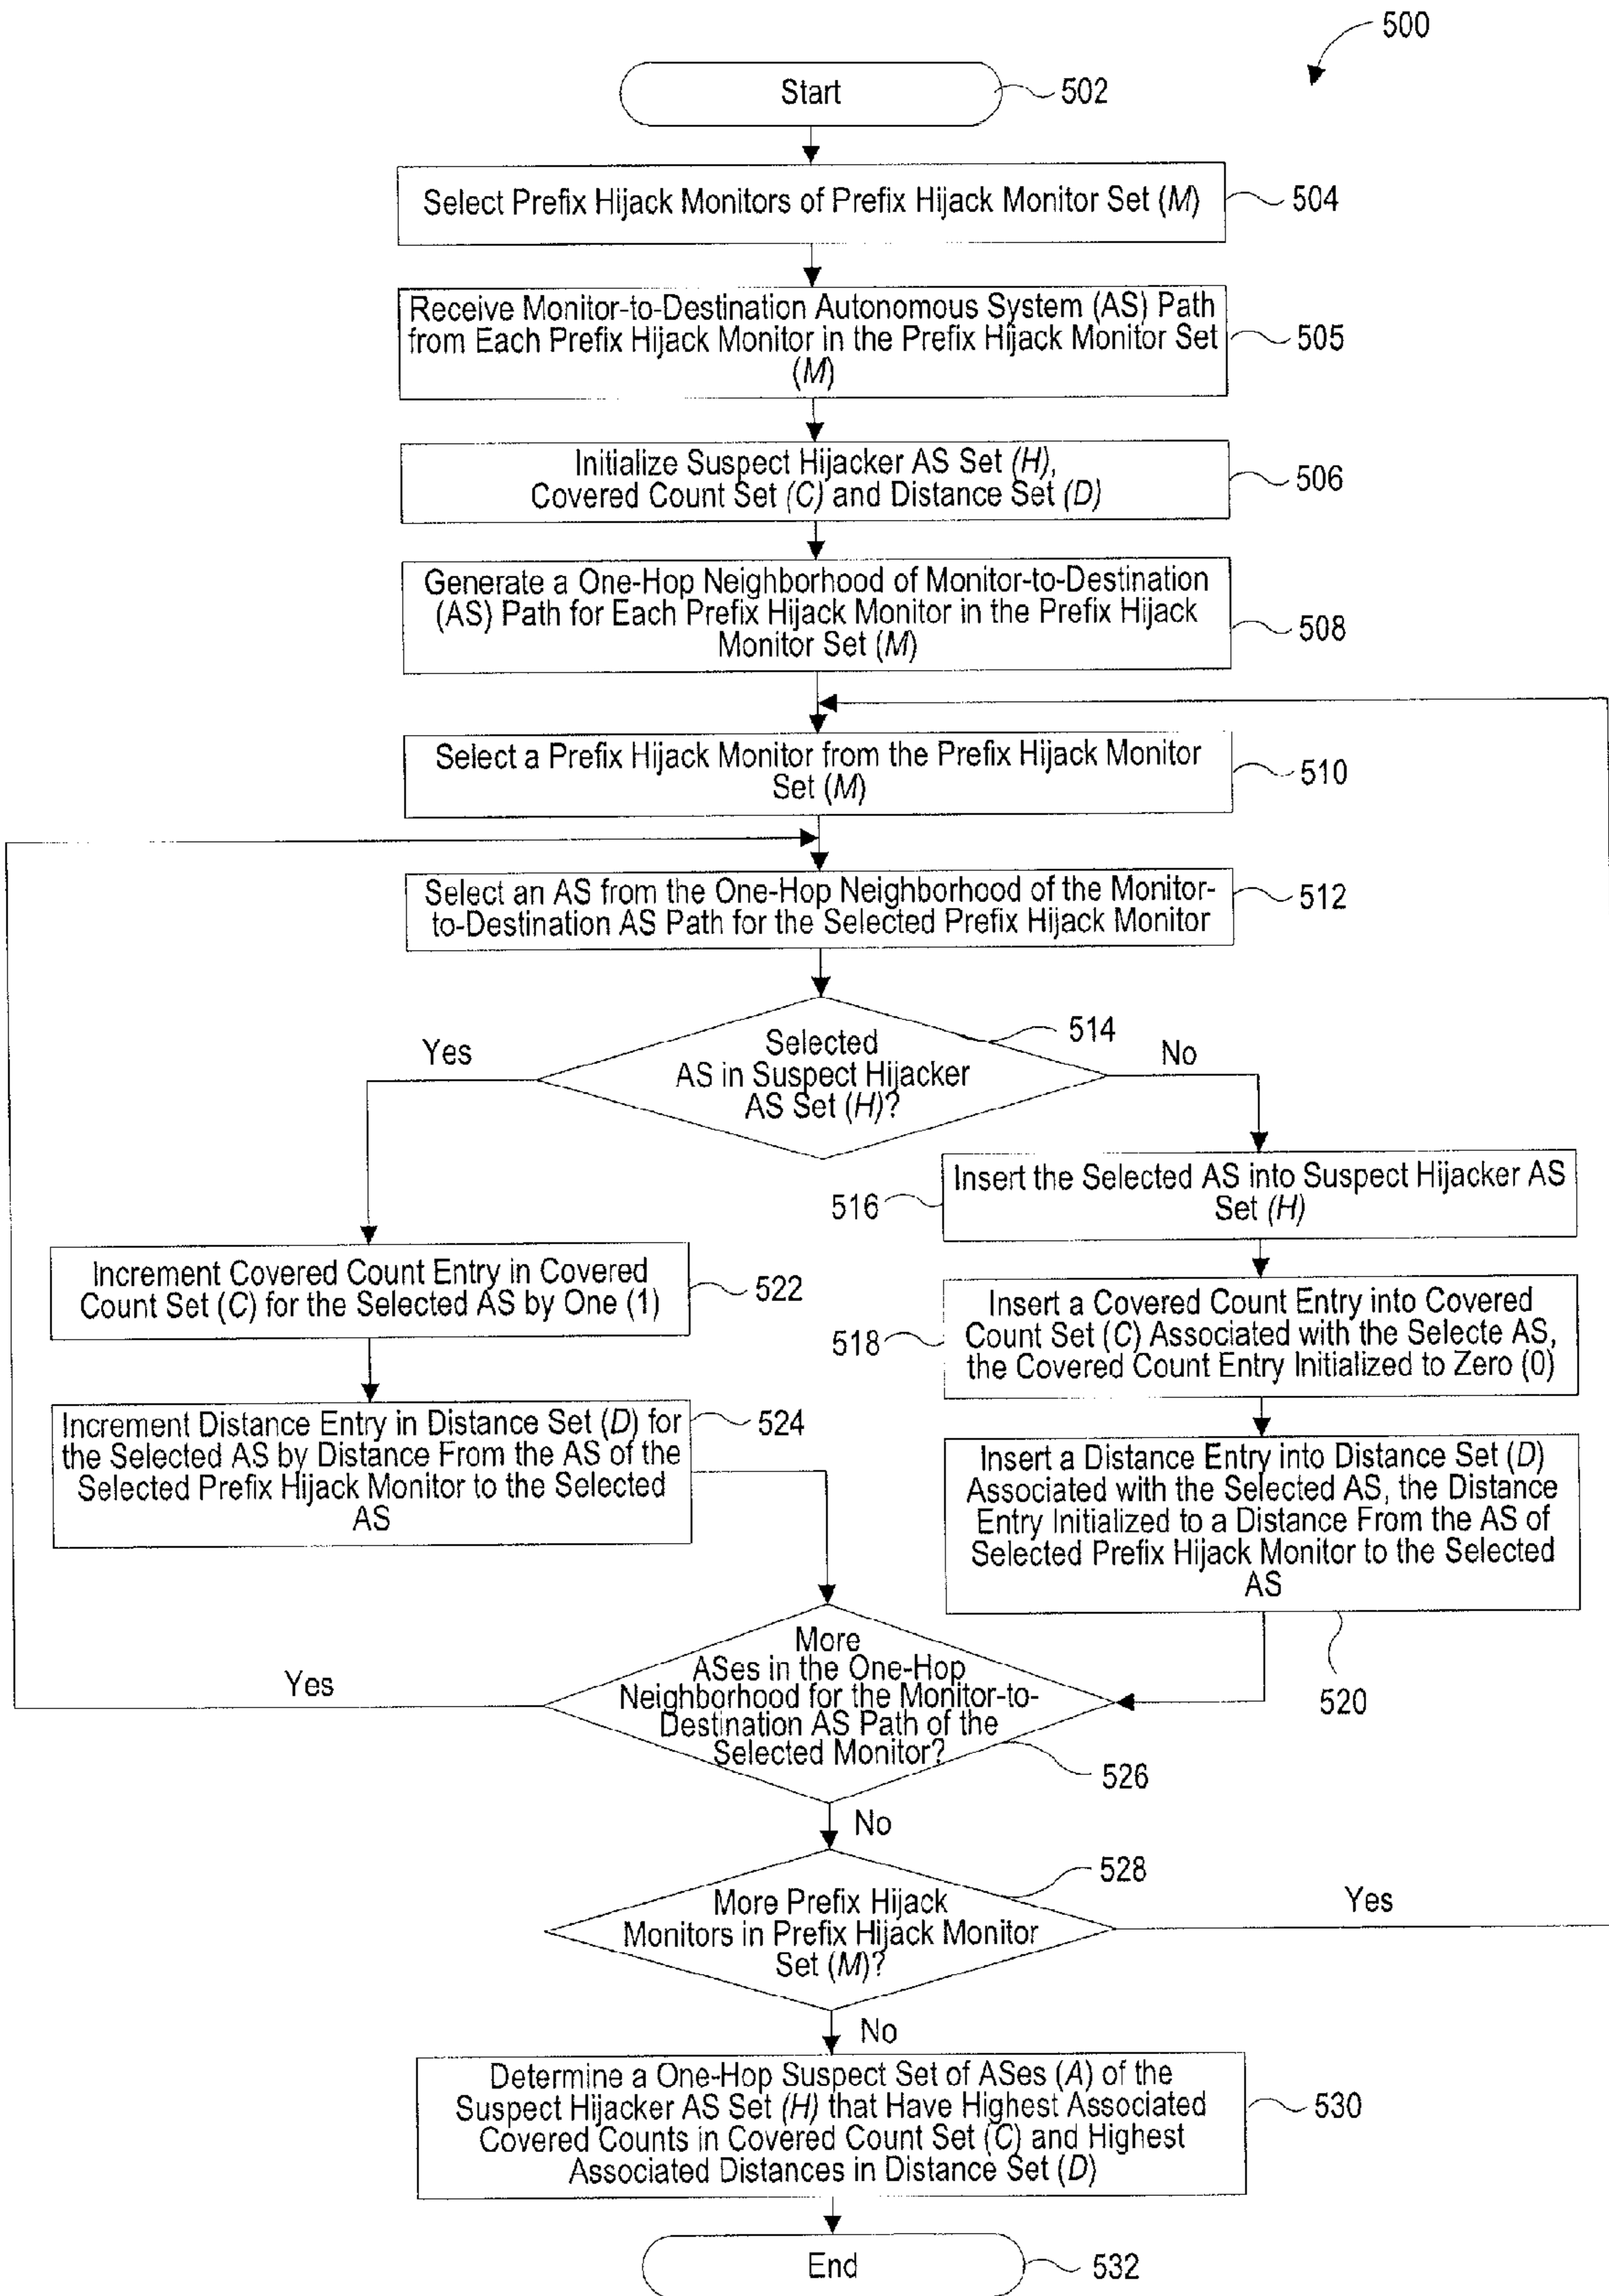 500
Start
502
Select Prefix Hijack Monitors of Prefix Hijack Monitor Set (M)
504
Receive Monitor-to-Destination Autonomous System (AS) Path
from Each Prefix Hijack Monitor in the Prefix Hijack Monitor Set
(M)
505
Initialize Suspect Hijacker AS Set (H),
Covered Count Set (C) and Distance Set (D)
506
Generate a One-Hop Neighborhood of Monitor-to-Destination
(AS) Path for Each Prefix Hijack Monitor in the Prefix Hijack
Monitor Set (M)
508
Select a Prefix Hijack Monitor from the Prefix Hijack Monitor
Set (M)
510
Select an AS from the One-Hop Neighborhood of the Monitor-
to-Destination AS Path for the Selected Prefix Hijack Monitor
512
Selected
AS in Suspect Hijacker
AS Set (H)?
514
Yes
No
Insert the Selected AS into Suspect Hijacker AS
Set (H)
516
Increment Covered Count Entry in Covered
Count Set (C) for the Selected AS by One (1)
522
Insert a Covered Count Entry into Covered
Count Set (C) Associated with the Selecte AS,
the Covered Count Entry Initialized to Zero (0)
518
Increment Distance Entry in Distance Set (D) for
the Selected AS by Distance From the AS of the
Selected Prefix Hijack Monitor to the Selected
AS
524
Insert a Distance Entry into Distance Set (D)
Associated with the Selected AS, the Distance
Entry Initialized to a Distance From the AS of
Selected Prefix Hijack Monitor to the Selected
AS
520
More
ASes in the One-Hop
Neighborhood for the Monitor-to-
Destination AS Path of the
Selected Monitor?
526
Yes
No
More Prefix Hijack
Monitors in Prefix Hijack Monitor
Set (M)?
528
Yes
No
Determine a One-Hop Suspect Set of ASes (A) of the
Suspect Hijacker AS Set (H) that Have Highest Associated
Covered Counts in Covered Count Set (C) and Highest
Associated Distances in Distance Set (D)
530
End
532